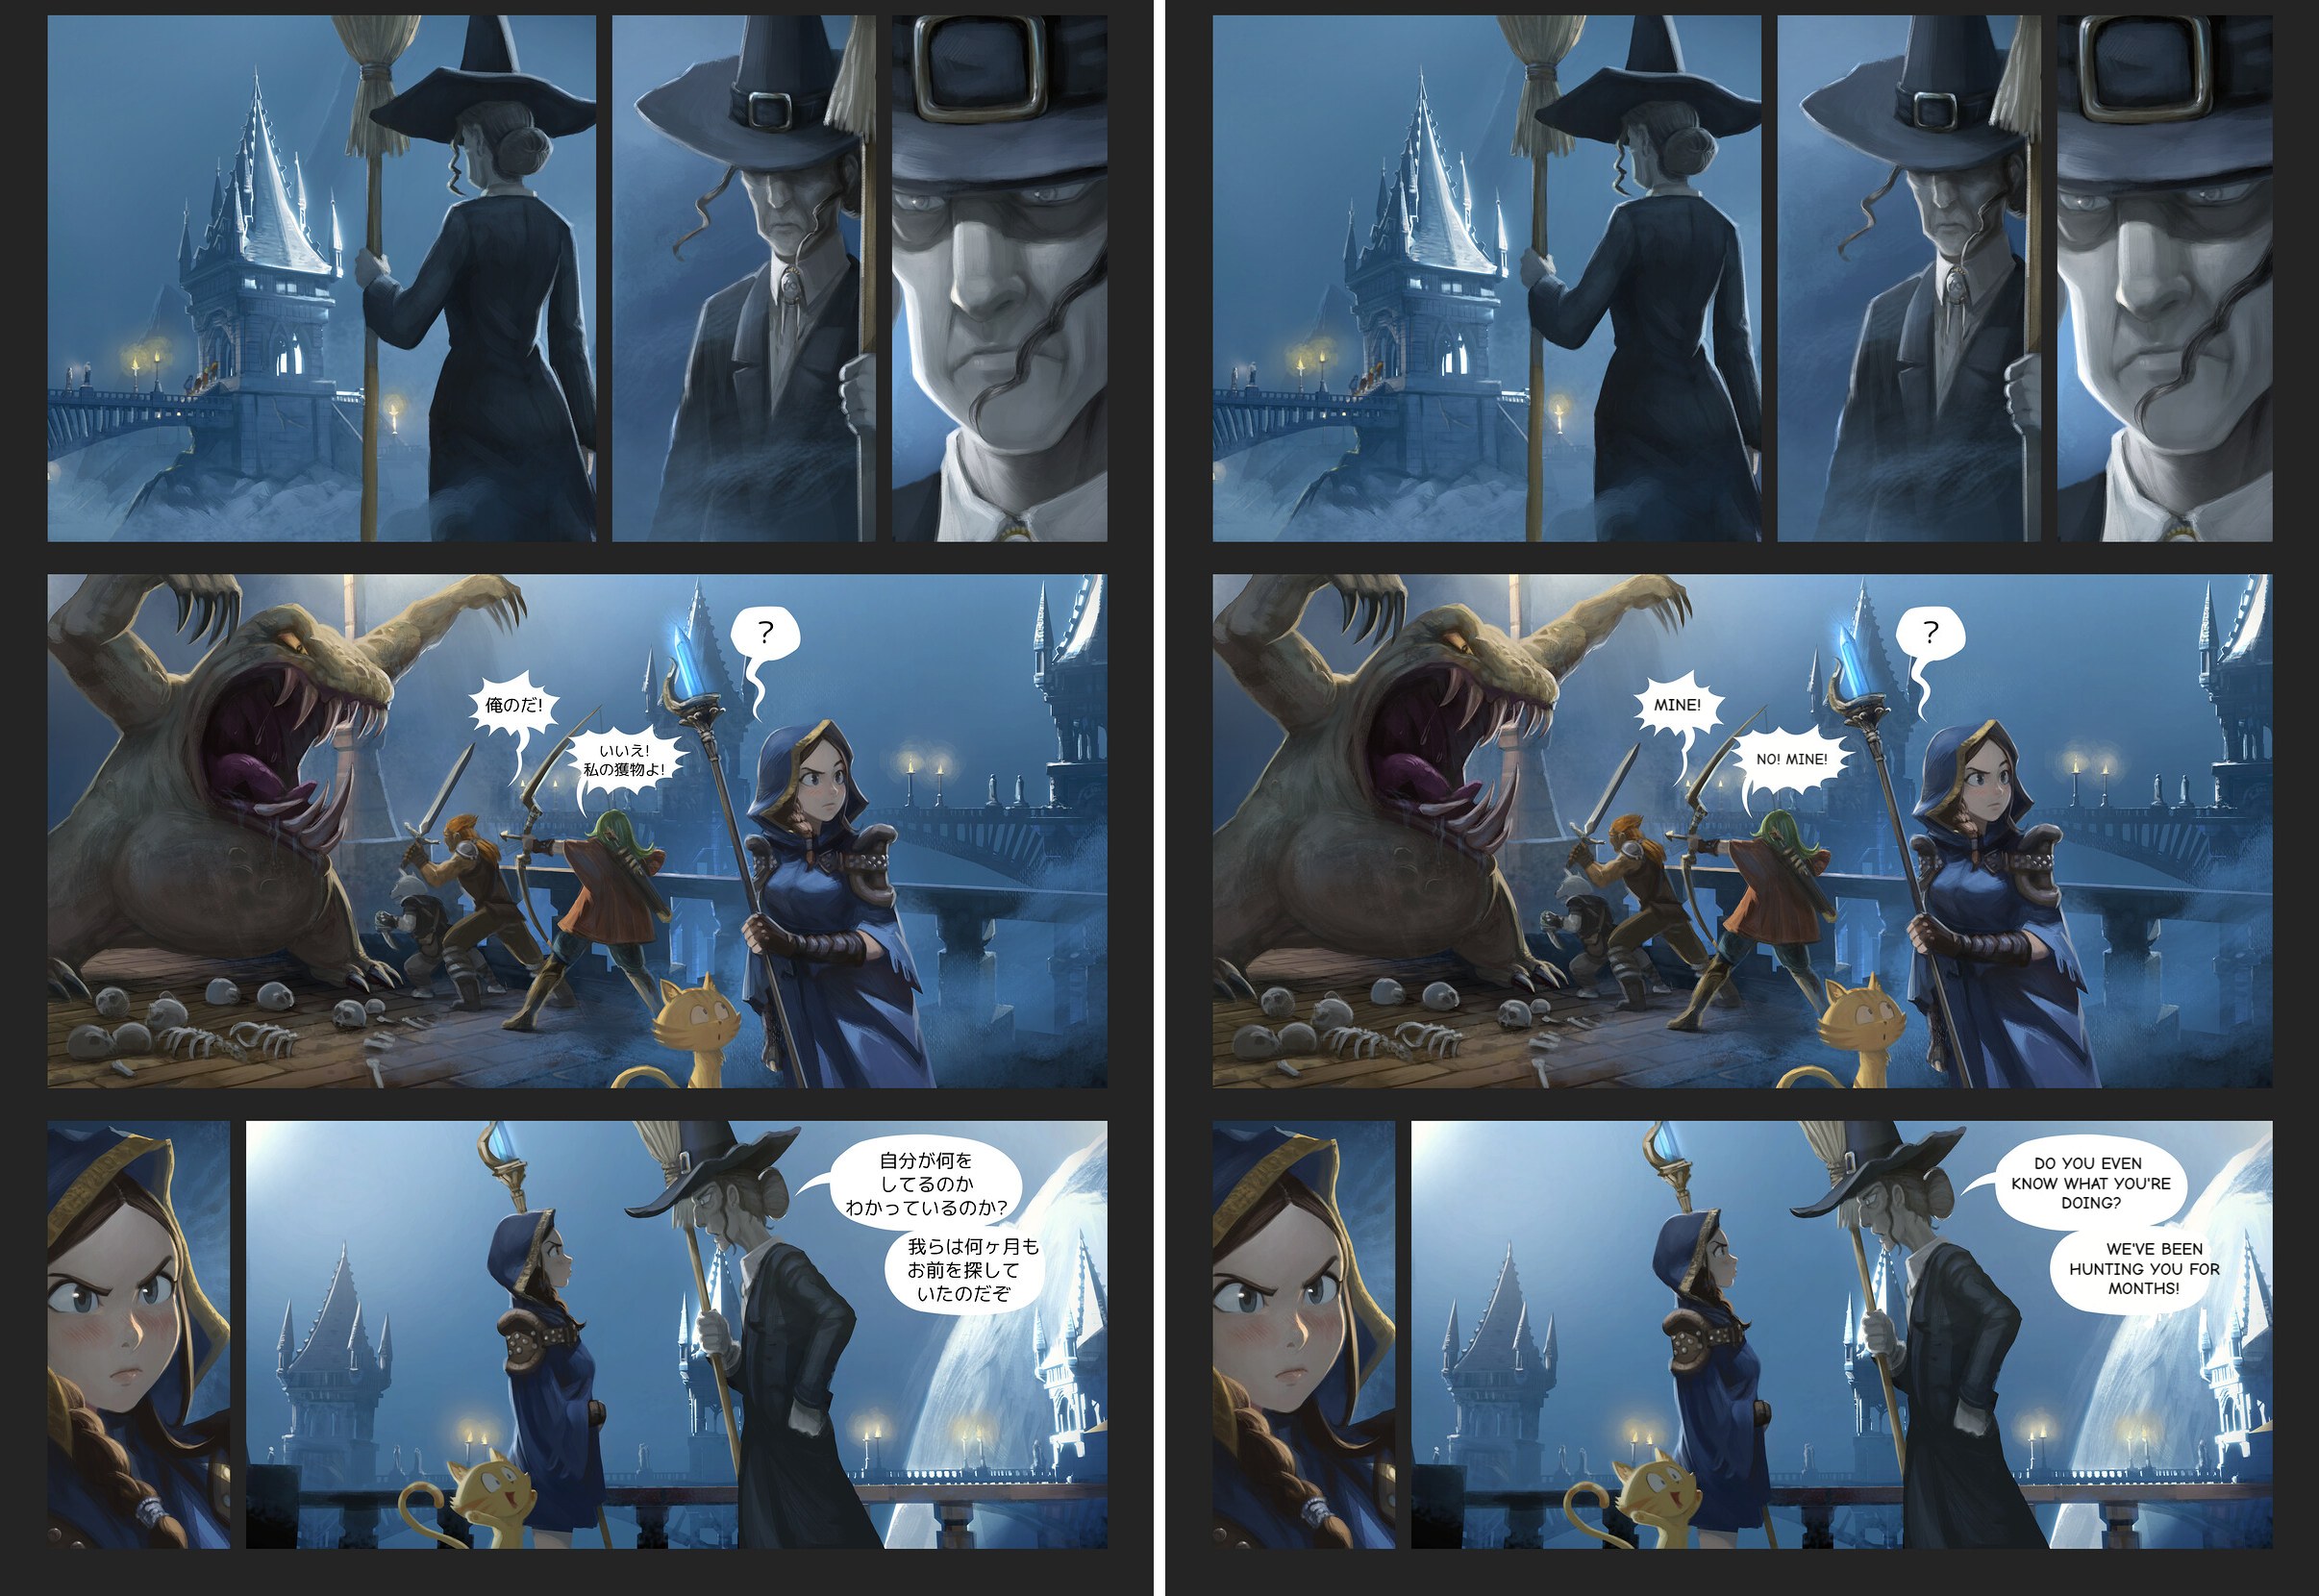 ?
俺のだ!
いいえ!
私の獲物よ!
自分が何を
してるのか
わかっているのか?
我らは何ヶ月も
お前を探して
いたのだぞ
?
MINE!
NO! MINE!
DO YOU EVEN
KNOW WHAT YOU'RE
DOING?
WE'VE BEEN
HUNTING YOU FOR
MONTHS!